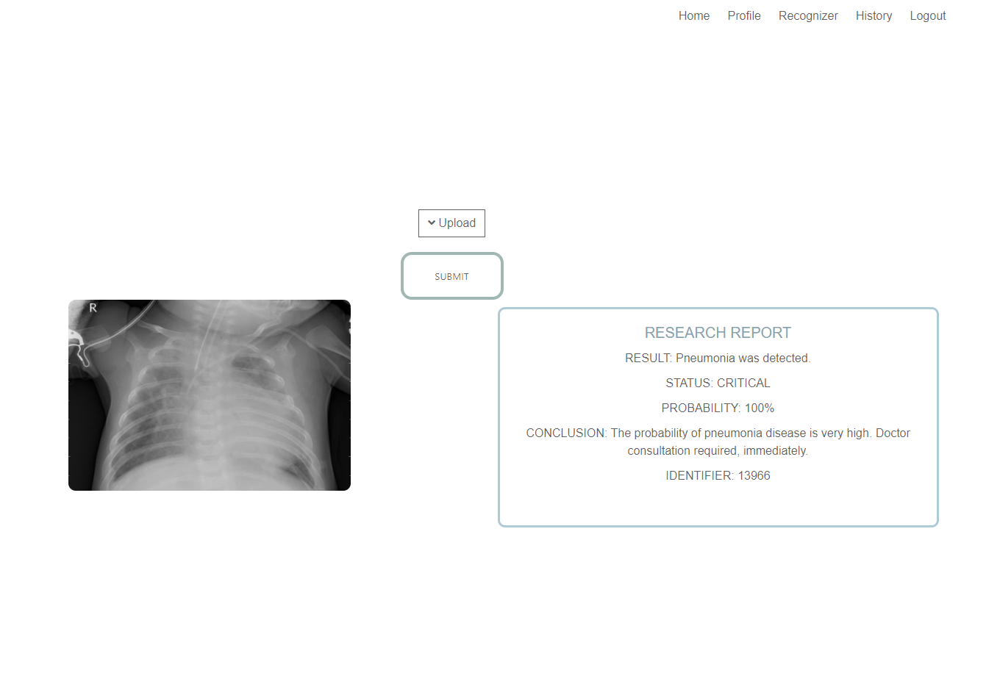 Home Profile Recognizer History Logout
Upload
SUBMIT
R
RESEARCH REPORT
RESULT: Pneumonia was detected.
STATUS: CRITICAL
PROBABILITY: 100%
CONCLUSION: The probability of pneumonia disease is very high. Doctor
consultation required, immediately.
IDENTIFIER: 13966